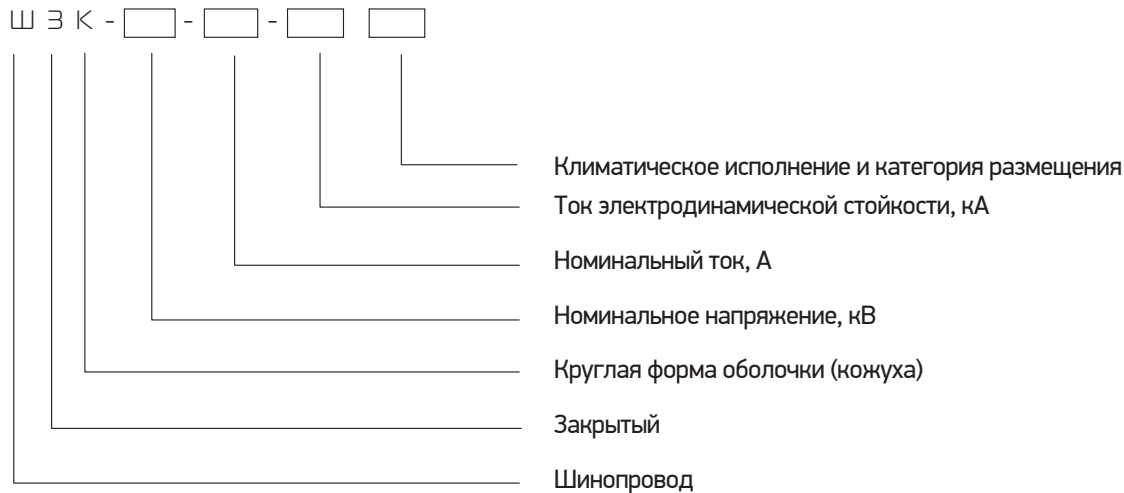 Ш З К - - -
Климатическое исполнение и категория размещения
Ток электродинамической стойкости, кА
Номинальный ток, А
Номинальное напряжение, кВ
Круглая форма оболочки (кожуха)
Закрытый
Шинопровод